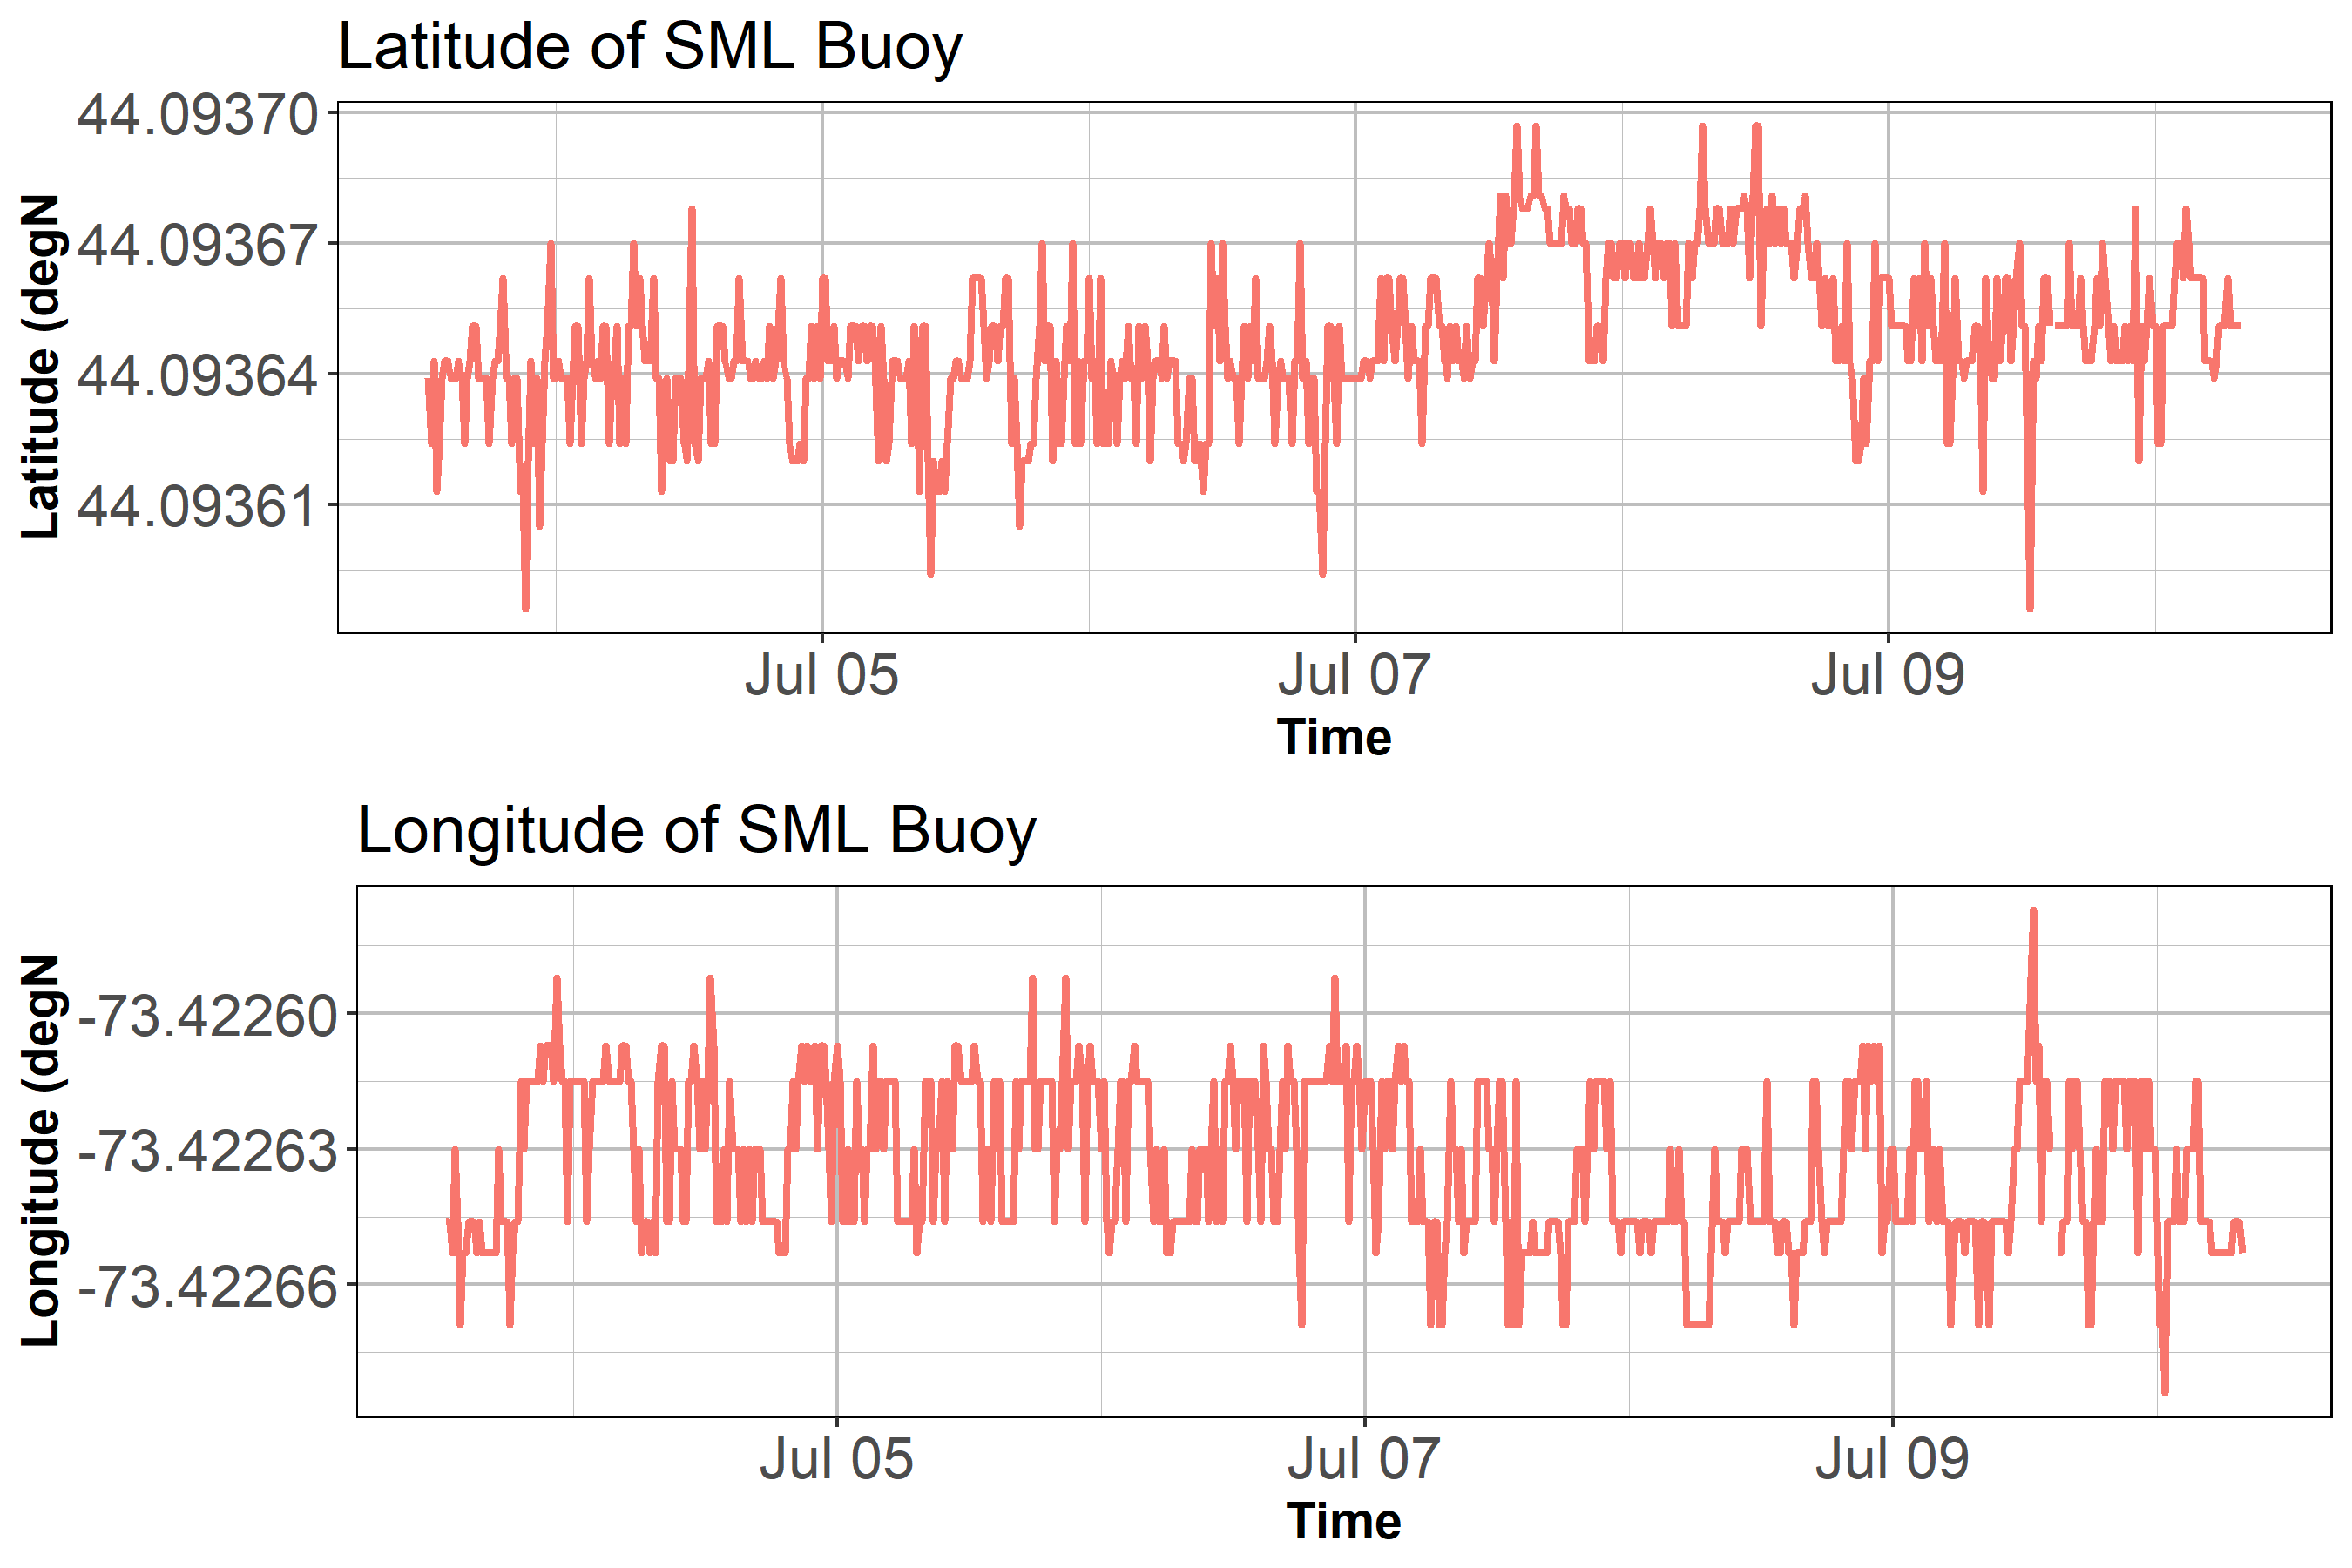 Latitude of SML Buoy
Latitude (degN
44.09370
44.09367
44.09364
44.09361
Jul 05 Jul 07 Jul 09
Time
Longitude of SML Buoy
Longitude (degN
-73.42260
-73.42263
-73.42266
Jul 05 Jul 07 Jul 09
Time